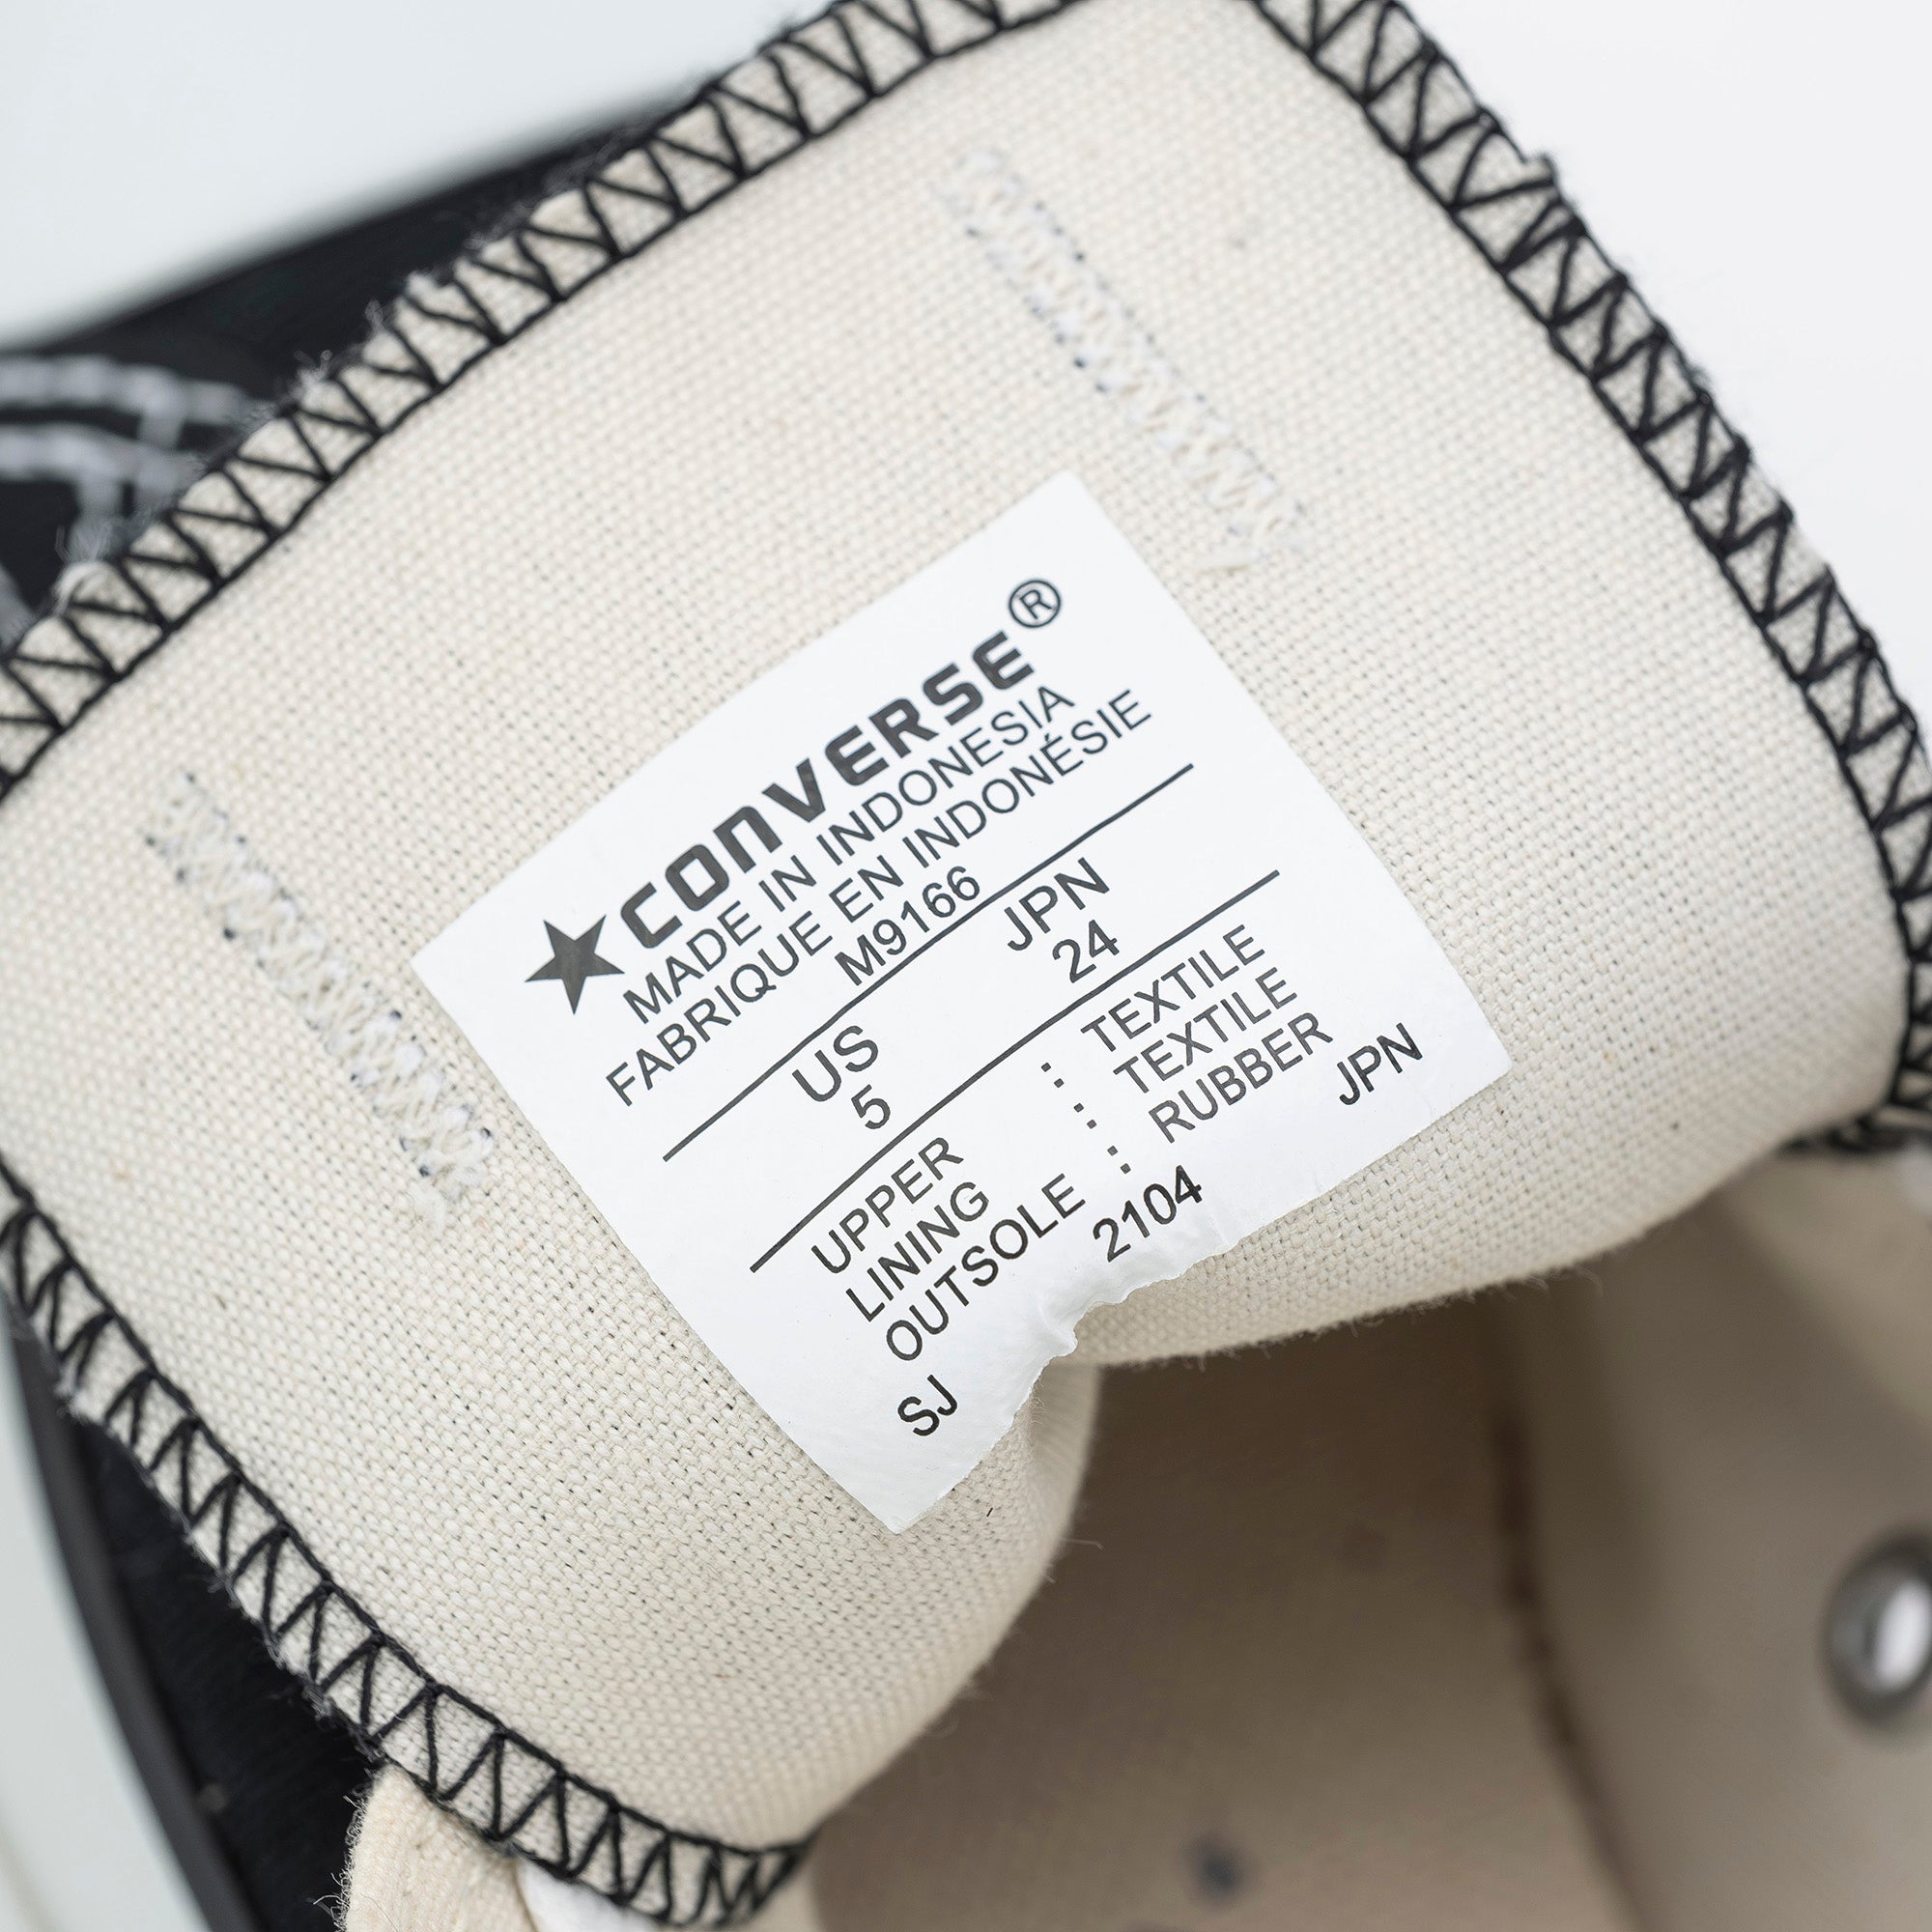 CONVERSE®
MADE IN INDONESIA
FABRIQUE EN INDONÉSIE
M9166
US JPN
5 24
UPPER : TEXTILE
LINING : TEXTILE
OUTSOLE : RUBBER
SJ 2104 JPN